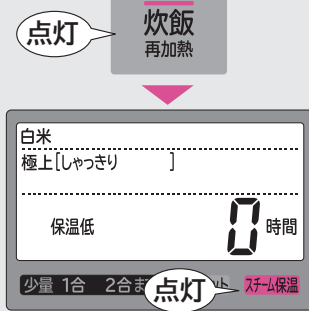 点灯
炊飯
再加熱
白米
極上[しゃっきり ]
保温低 0時間
少量 1合 2合ま
点灯
スチーム保温